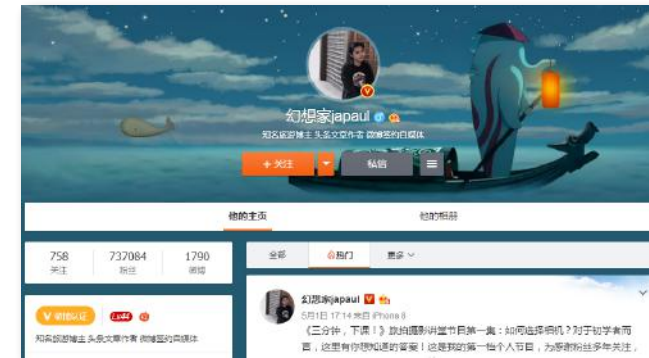 幻想家japaul
知名旅游博主 头条文章作者 微博签约自媒体
+关注
私信
他的主页
他的相册
758
737084
1790
关注
粉丝
微博
全部
热门
更多
V 微博认证
Lv44
知名旅游博主 头条文章作者 微博签约自媒体
幻想家japaul
5月1日 17:14 来自 iPhone 8
《三分钟,下课!》旅拍摄影讲堂节目第一集:如何选择相机?对于初学者而
言,这里有你想知道的答案!这是我的第一档个人节目,为感谢粉丝多年关注,